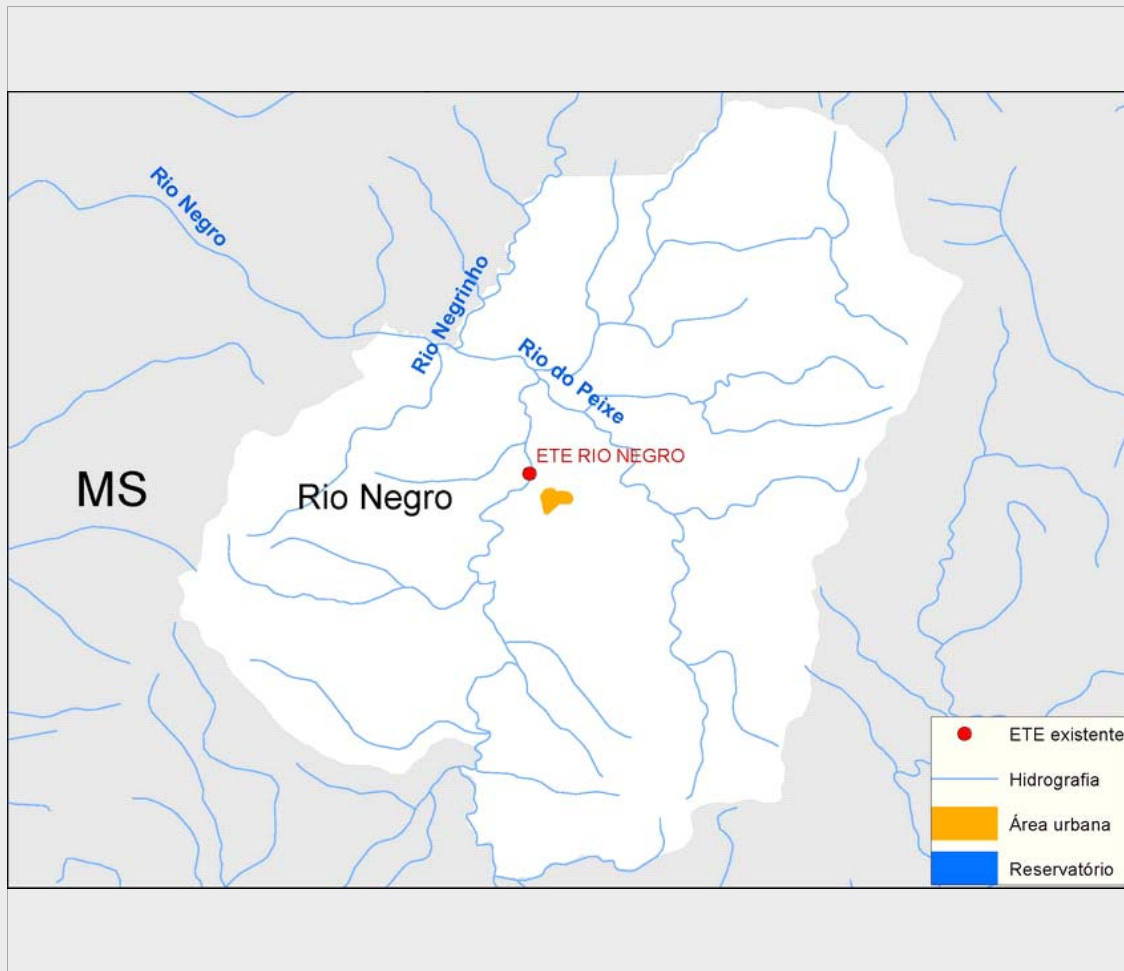 Rio Negro
Rio Negrinho
Rio do Peixe
ETE RIO NEGRO
MS
Rio Negro
ETE existente
Hidrografia
Área urbana
Reservatório